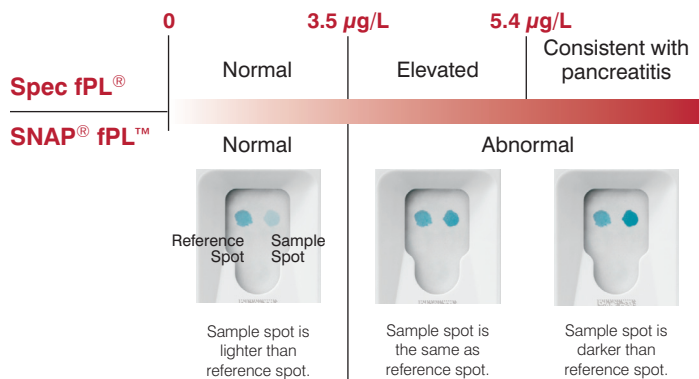 0
3.5 µg/L
5.4 µg/L
Spec fPL®
Normal
Elevated
Consistent with
pancreatitis
SNAP® fPL™
Normal
Abnormal
Reference
Spot
Sample
Spot
Sample spot is
lighter than
reference spot.
Sample spot is
the same as
reference spot.
Sample spot is
darker than
reference spot.